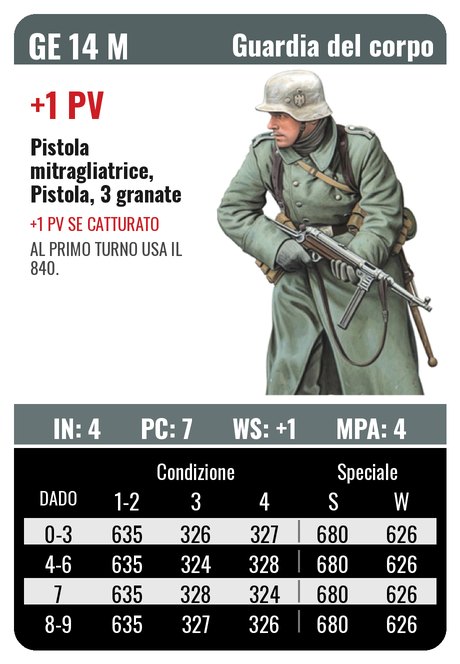 GE 14 M
Guardia del corpo
+1 PV
Pistola
mitragliatrice,
Pistola, 3 granate
+1 PV SE CATTURATO
AL PRIMO TURNO USA IL
840.
IN: 4 PC: 7 WS: +1 MPA: 4
Condizione Speciale
DADO 1-2 3 4 S W
0-3 635 326 327 680 626
4-6 635 324 328 680 626
7 635 328 324 680 626
8-9 635 327 326 680 626